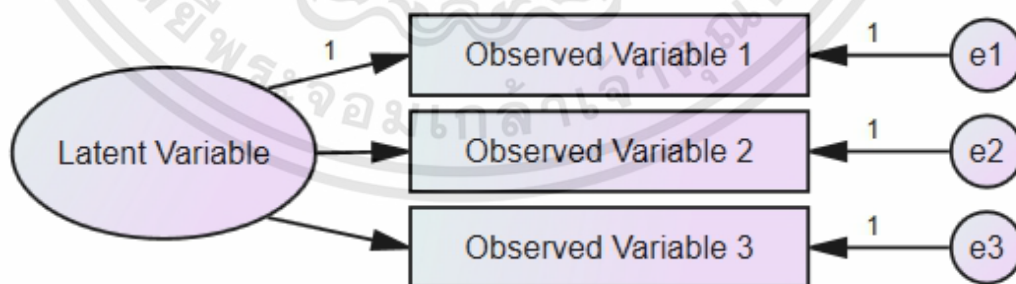 1
Observed Variable 1
1
e1
Latent Variable
Observed Variable 2
1
e2
Observed Variable 3
1
e3